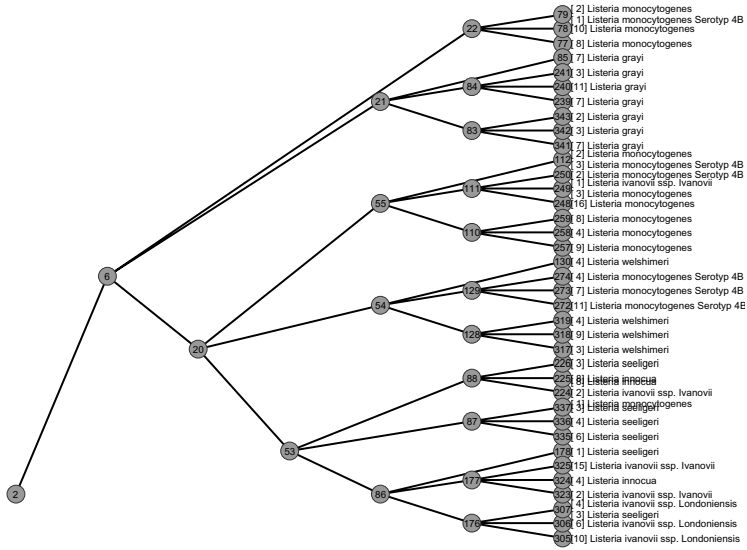 [ 2] Listeria monocytogenes
79
[ 1] Listeria monocytogenes Serotyp 4B
22
78 [10] Listeria monocytogenes
77 [ 8] Listeria monocytogenes
85 [ 7] Listeria grayi
241 [ 3] Listeria grayi
84
240 [11] Listeria grayi
21
239 [ 7] Listeria grayi
343 [ 2] Listeria grayi
83
342 [ 3] Listeria grayi
341 [ 7] Listeria grayi
[ 2] Listeria monocytogenes
112
[ 3] Listeria monocytogenes Serotyp 4B
250 [ 2] Listeria monocytogenes Serotyp 4B
[ 1] Listeria ivanovii ssp. Ivanovii
111
249
[ 3] Listeria monocytogenes
55
248 [16] Listeria monocytogenes
259 [ 8] Listeria monocytogenes
110
258 [ 4] Listeria monocytogenes
257 [ 9] Listeria monocytogenes
130 [ 4] Listeria welshimeri
6
274 [ 4] Listeria monocytogenes Serotyp 4B
129
273 [ 7] Listeria monocytogenes Serotyp 4B
54
272 [11] Listeria monocytogenes Serotyp 4B
319 [ 4] Listeria welshimeri
128
318 [ 9] Listeria welshimeri
20
317 [ 3] Listeria welshimeri
226 [ 3] Listeria seeligeri
88
225 Listeria innocua
224 [ 2] Listeria ivanovii ssp. Ivanovii
[ 1] Listeria monocytogenes
337 [ 3] Listeria seeligeri
87
336 [ 4] Listeria seeligeri
335 [ 6] Listeria seeligeri
53
178 [ 1] Listeria seeligeri
325 [15] Listeria ivanovii ssp. Ivanovii
177
324 [ 4] Listeria innocua
2
86
323 [ 2] Listeria ivanovii ssp. Ivanovii
[ 4] Listeria ivanovii ssp. Londoniensis
307
[ 3] Listeria seeligeri
176
306 [ 6] Listeria ivanovii ssp. Londoniensis
305 [10] Listeria ivanovii ssp. Londoniensis